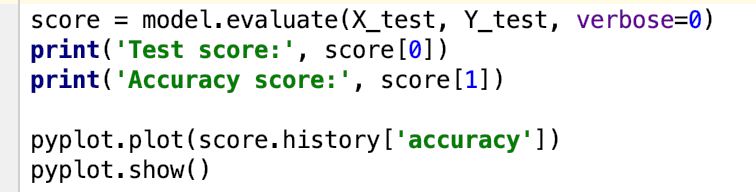 score = model.evaluate(X_test, Y_test, verbose=0)
print('Test score:', score[0])
print('Accuracy score:', score[1])
pyplot.plot(score.history['accuracy'])
pyplot.show()